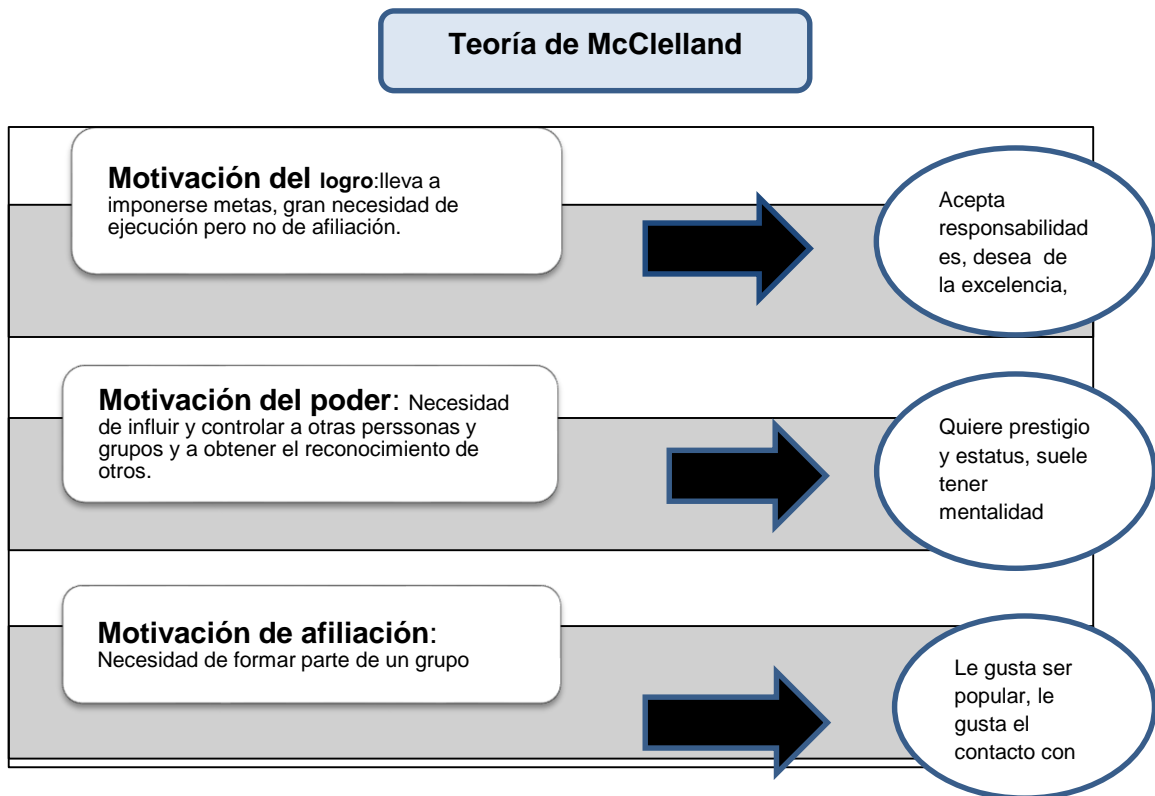 Teoría de McClelland
Motivación del logro:lleva a
imponerse metas, gran necesidad de
ejecución pero no de afiliación.
Acepta
responsabilidad
es, desea de
la excelencia,
Motivación del poder: Necesidad
de influir y controlar a otras perssonas y
grupos y a obtener el reconocimiento de
otros.
Quiere prestigio
y estatus, suele
tener
mentalidad
Motivación de afiliación:
Necesidad de formar parte de un grupo
Le gusta ser
popular, le
gusta el
contacto con